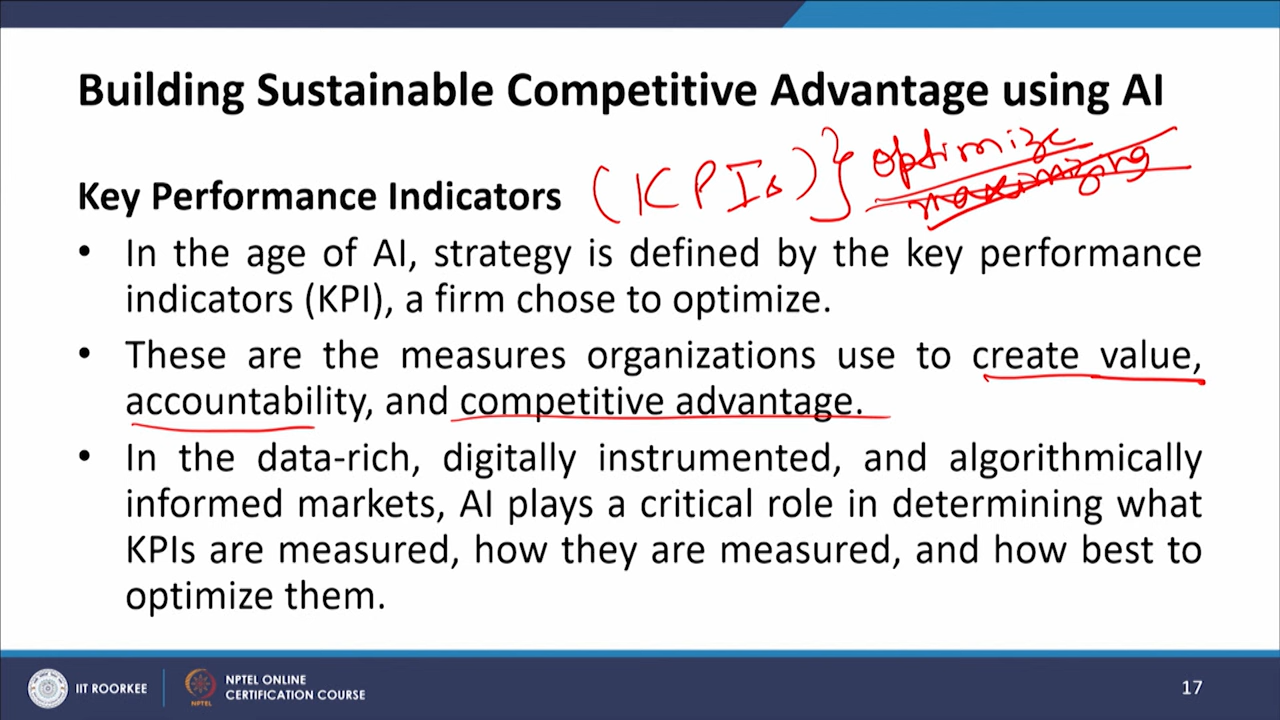 Building Sustainable Competitive Advantage using AI
Key Performance Indicators (KPIs) } optimize
maximizing
• In the age of AI, strategy is defined by the key performance
indicators (KPI), a firm chose to optimize.
• These are the measures organizations use to create value,
accountability, and competitive advantage.
• In the data-rich, digitally instrumented, and algorithmically
informed markets, AI plays a critical role in determining what
KPIs are measured, how they are measured, and how best to
optimize them.
IIT ROORKEE
NPTEL
NPTEL ONLINE
CERTIFICATION COURSE
17